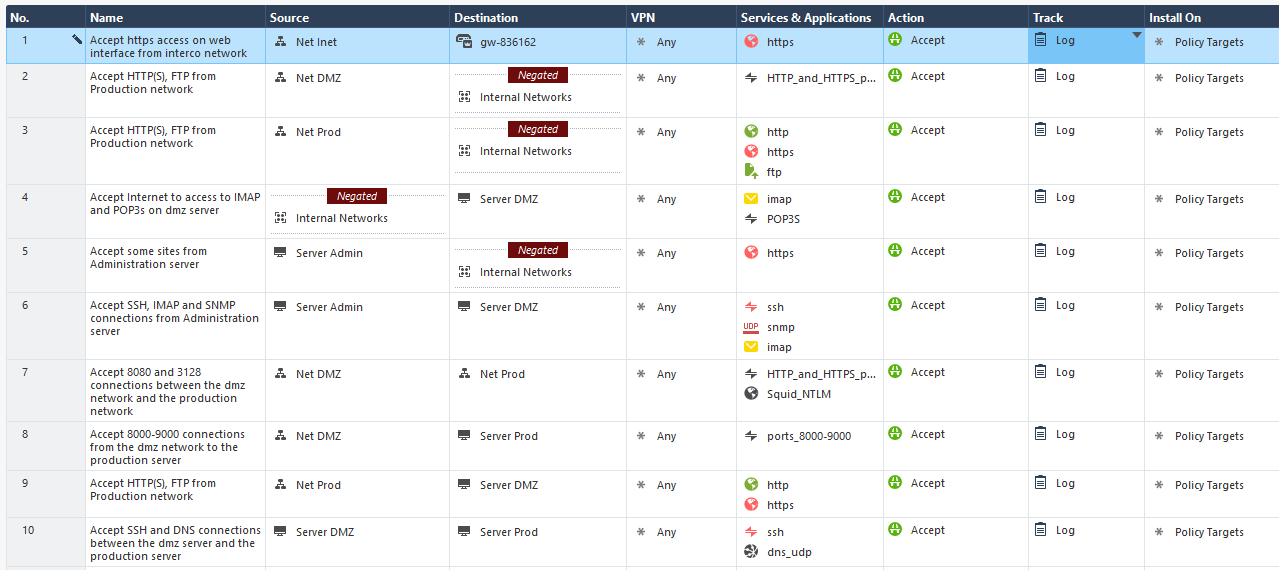 No. Name Source Destination VPN Services & Applications Action Track Install On
1 Accept https access on web interface from interco network Net Inet gw-836162 Any https Accept Log Policy Targets
2 Accept HTTP(S), FTP from Production network Net DMZ Negated Internal Networks Any HTTP_and_HTTPS_p... Accept Log Policy Targets
3 Accept HTTP(S), FTP from Production network Net Prod Negated Internal Networks Any http https ftp Accept Log Policy Targets
4 Accept Internet to access to IMAP and POP3s on dmz server Negated Internal Networks Server DMZ Any imap POP3S Accept Log Policy Targets
5 Accept some sites from Administration server Server Admin Negated Internal Networks Any https Accept Log Policy Targets
6 Accept SSH, IMAP and SNMP connections from Administration server Server Admin Server DMZ Any ssh UDP snmp imap Accept Log Policy Targets
7 Accept 8080 and 3128 connections between the dmz network and the production network Net DMZ Net Prod Any HTTP_and_HTTPS_p... Squid_NTLM Accept Log Policy Targets
8 Accept 8000-9000 connections from the dmz network to the production server Net DMZ Server Prod Any ports_8000-9000 Accept Log Policy Targets
9 Accept HTTP(S), FTP from Production network Net Prod Server DMZ Any http https Accept Log Policy Targets
10 Accept SSH and DNS connections between the dmz server and the production server Server DMZ Server Prod Any ssh dns_udp Accept Log Policy Targets